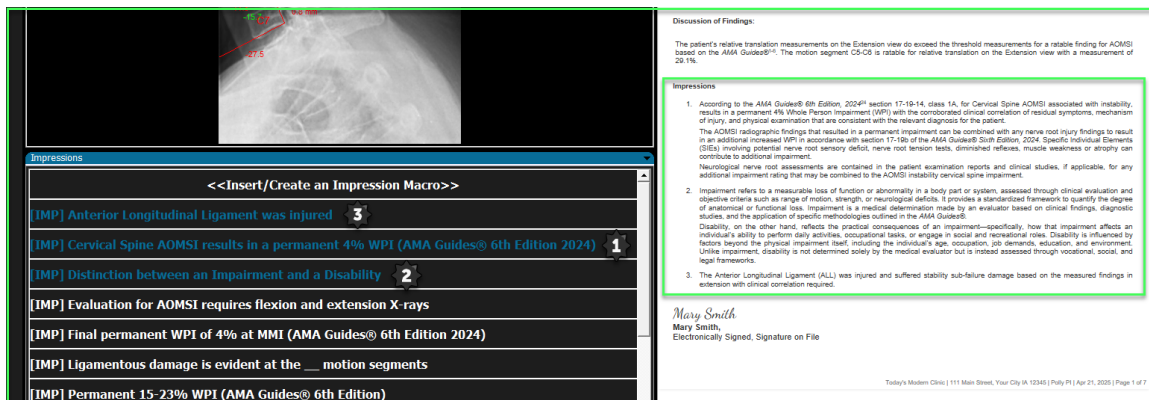 -15.7
0.6 mm
-27.5
Impressions
<<Insert/Create an Impression Macro>>
[IMP] Anterior Longitudinal Ligament was injured 3
[IMP] Cervical Spine AOMSI results in a permanent 4% WPI (AMA Guides® 6th Edition 2024) 1
[IMP] Distinction between an Impairment and a Disability 2
[IMP] Evaluation for AOMSI requires flexion and extension X-rays
[IMP] Final permanent WPI of 4% at MMI (AMA Guides® 6th Edition 2024)
[IMP] Ligamentous damage is evident at the __ motion segments
[IMP] Permanent 15-23% WPI (AMA Guides® 6th Edition)
Discussion of Findings:
The patient's relative translation measurements on the Extension view do exceed the threshold measurements for a ratable finding for AOMSI
based on the AMA Guides®. The motion segment C5-C6 is ratable for relative translation on the Extension view with a measurement of
29.1%.
Impressions
1. According to the AMA Guides® 6th Edition, 2024 section 17-19-14, class 1A, for Cervical Spine AOMSI associated with instability,
results in a permanent 4% Whole Person Impairment (WPI) with the corroborated clinical correlation of residual symptoms, mechanism
of injury, and physical examination that are consistent with the relevant diagnosis for the patient.
The AOMSI radiographic findings that resulted in a permanent impairment can be combined with any nerve root injury findings to result
in an additional increased WPI in accordance with section 17-19b of the AMA Guides® Sixth Edition, 2024. Specific Individual Elements
(SIEs) involving potential nerve root sensory deficit, nerve root tension tests, diminished reflexes, muscle weakness or atrophy can
contribute to additional impairment.
Neurological nerve root assessments are contained in the patient examination reports and clinical studies, if applicable, for any
additional impairment rating that may be combined to the AOMSI instability cervical spine impairment.
2. Impairment refers to a measurable loss of function or abnormality in a body part or system, assessed through clinical evaluation and
objective criteria such as range of motion, strength, or neurological deficits. It provides a standardized framework to quantify the degree
of anatomical or functional loss. Impairment is a medical determination made by an evaluator based on clinical findings, diagnostic
studies, and the application of specific methodologies outlined in the AMA Guides®.
Disability, on the other hand, reflects the practical consequences of an impairment—specifically, how that impairment affects an
individual's ability to perform daily activities, occupational tasks, or engage in social and recreational roles. Disability is influenced by
factors beyond the physical impairment itself, including the individual's age, occupation, job demands, education, and environment.
Unlike impairment, disability is not determined solely by the medical evaluator but is instead assessed through vocational, social, and
legal frameworks.
3. The Anterior Longitudinal Ligament (ALL) was injured and suffered stability sub-failure damage based on the measured findings in
extension with clinical correlation required.
Mary Smith
Mary Smith,
Electronically Signed, Signature on File
Today's Modern Clinic | 111 Main Street, Your City IA 12345 | Polly PI | Apr 21, 2025 | Page 1 of 7